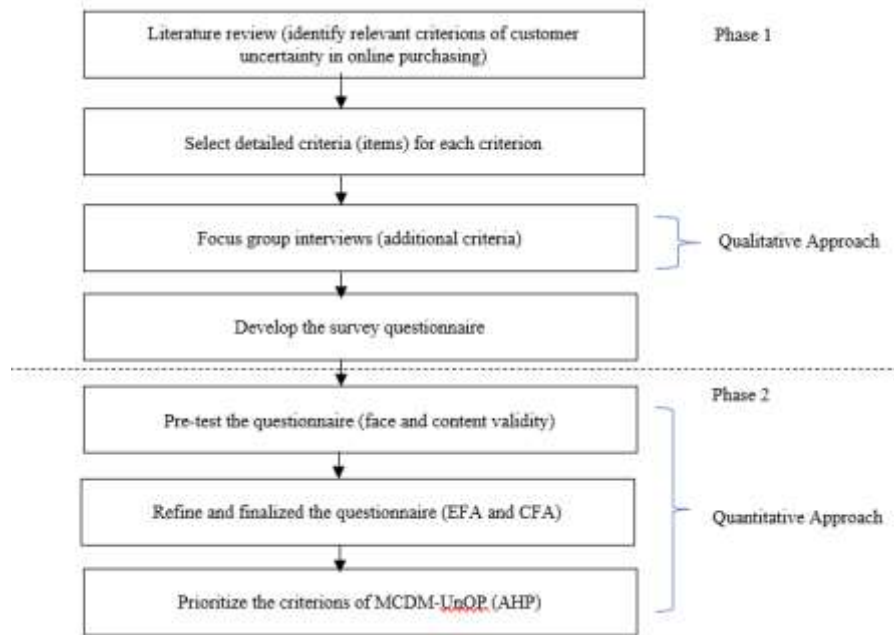 Literature review (identify relevant criterions of customer
uncertainty in online purchasing)
Phase 1
Select detailed criteria (items) for each criterion
Focus group interviews (additional criteria)
Qualitative Approach
Develop the survey questionnaire
Phase 2
Pre-test the questionnaire (face and content validity)
Refine and finalized the questionnaire (EFA and CFA)
Quantitative Approach
Prioritize the criterions of MCDM-UnOP (AHP)